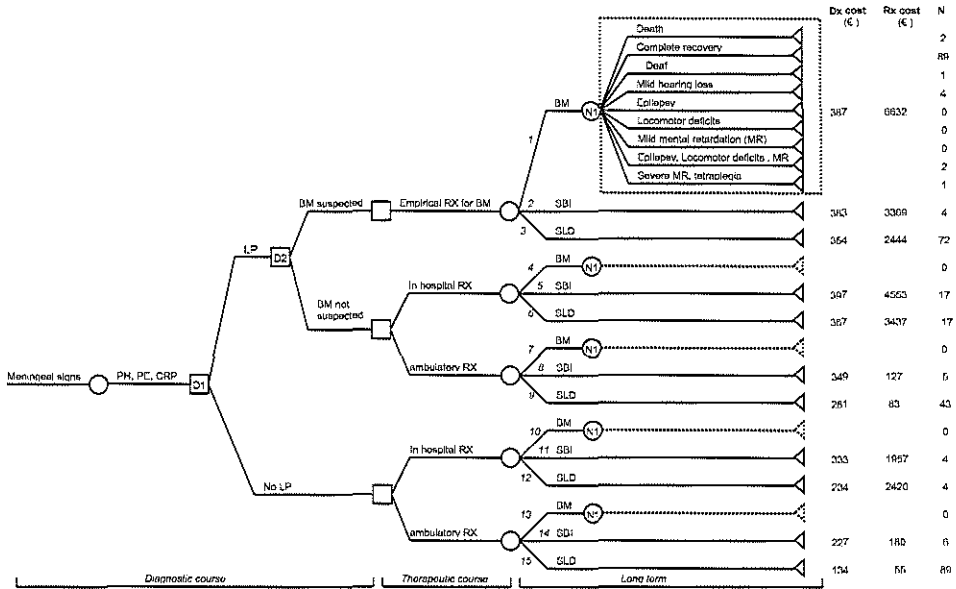 Dx cost Rx cost N
(€ ) (€)
Death 2
Complete recovery 89
Deaf 1
Mild hearing loss 4
BM N1 Epilepsy 387 6632 0
Locomotor deficits 0
1 Mild mental retardation (MR) 0
Epilepsy, Locomotor deficits , MR 2
Severe MR, tetraplegia 1
BM suspected Empirical RX for BM 2 SBI 383 3309 4
3 SLD 354 2444 72
LP D2 4 BM N1 0
BM not suspected In hospital RX 5 SBI 397 4553 17
6 SLD 367 3437 17
7 BM N1 0
ambulatory RX 8 SBI 349 127 5
Meningeal signs PH, PE, CRP D1 9 SLD 261 83 43
10 BM N1 0
In hospital RX 11 SBI 333 1957 4
12 SLD 234 2420 4
No LP
13 BM N1 0
ambulatory RX 14 SBI 227 6
15 SLD 134 55 89
Diagnostic course Therapeutic course Long term